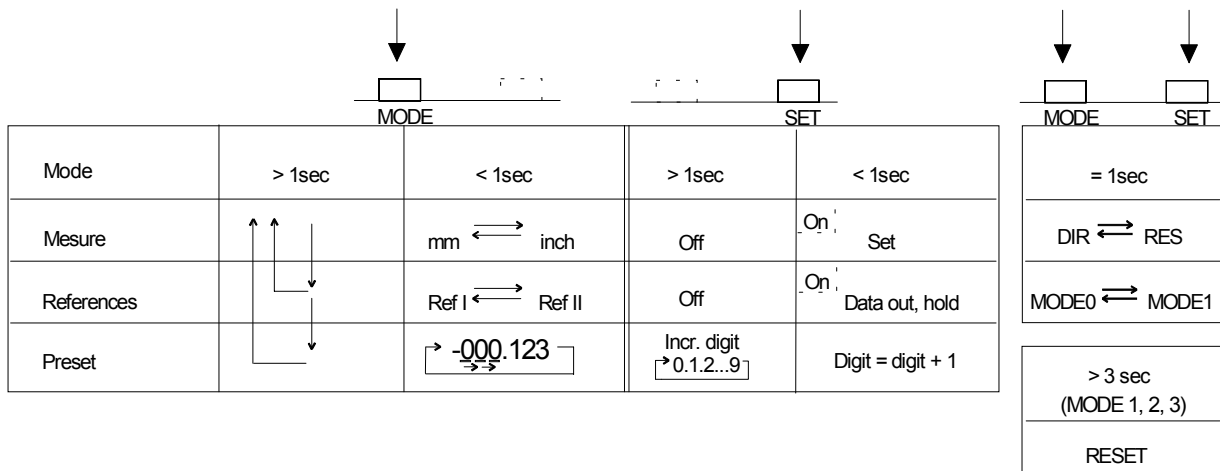 MODE SET MODE SET
Mode > 1sec < 1sec > 1sec < 1sec = 1sec
Mesure mm inch Off On Set DIR RES
References Ref I Ref II Off On Data out, hold MODE0 MODE1
Preset -000.123 Incr. digit Digit = digit + 1
0.1.2...9
> 3 sec
(MODE 1, 2, 3)
RESET